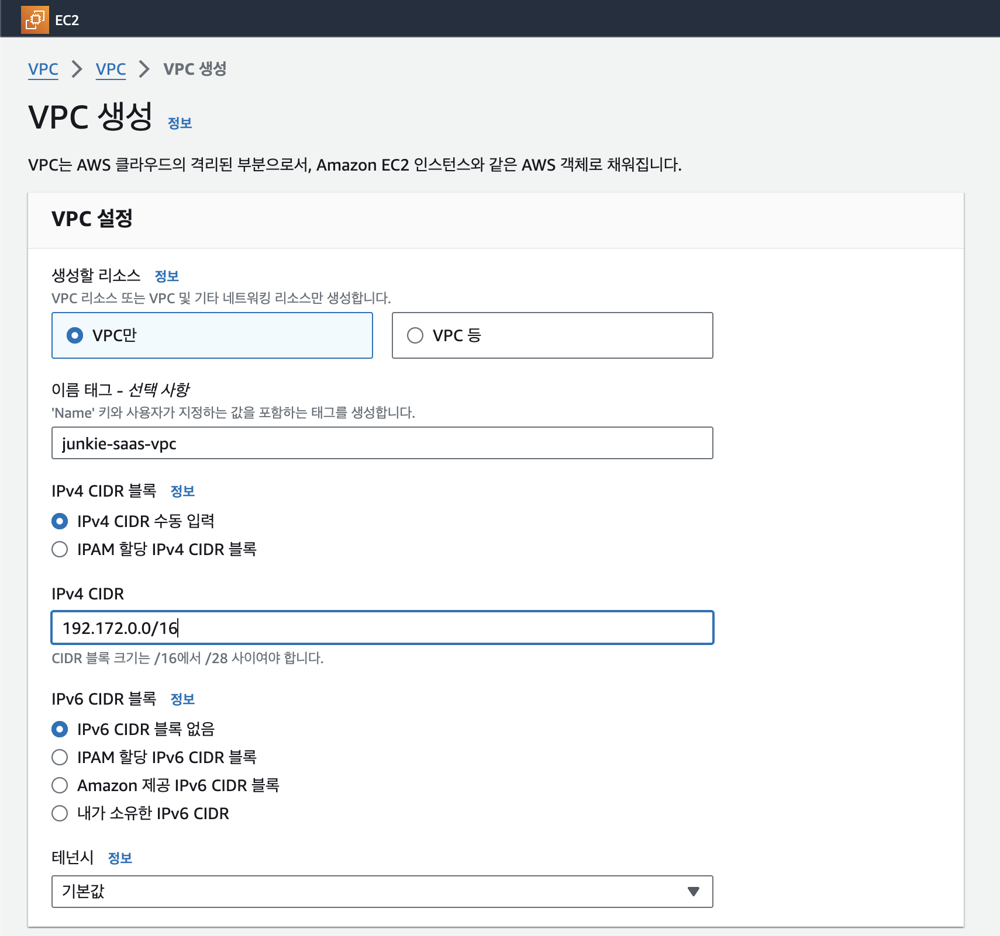 EC2
VPC > VPC > VPC 생성
VPC 생성 정보
VPC는 AWS 클라우드의 격리된 부분으로서, Amazon EC2 인스턴스와 같은 AWS 객체로 채워집니다.
VPC 설정
생성할 리소스 정보
VPC 리소스 또는 VPC 및 기타 네트워킹 리소스만 생성합니다.
VPC만 VPC 등
이름 태그 - 선택 사항
'Name' 키와 사용자가 지정하는 값을 포함하는 태그를 생성합니다.
junkie-saas-vpc
IPv4 CIDR 블록 정보
IPv4 CIDR 수동 입력
IPAM 할당 IPv4 CIDR 블록
IPv4 CIDR
192.172.0.0/16
CIDR 블록 크기는 /16에서 /28 사이여야 합니다.
IPv6 CIDR 블록 정보
IPv6 CIDR 블록 없음
IPAM 할당 IPv6 CIDR 블록
Amazon 제공 IPv6 CIDR 블록
내가 소유한 IPv6 CIDR
테넌시 정보
기본값